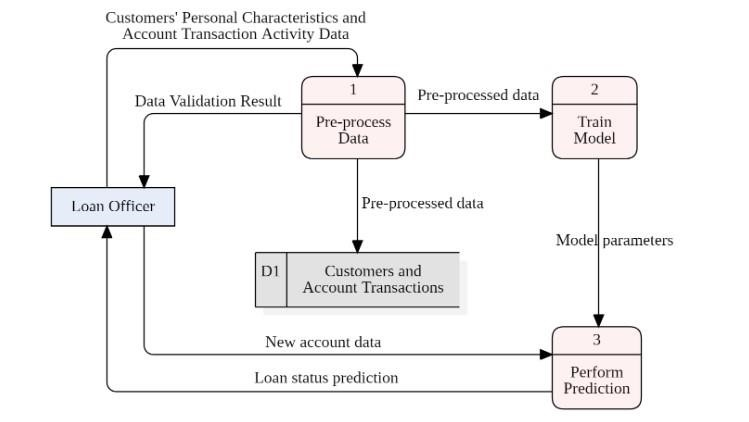 Customers' Personal Characteristics and
Account Transaction Activity Data
1
Pre-process
Data
Data Validation Result
Pre-processed data
2
Train
Model
Loan Officer
Pre-processed data
Model parameters
D1
Customers and
Account Transactions
New account data
3
Perform
Prediction
Loan status prediction